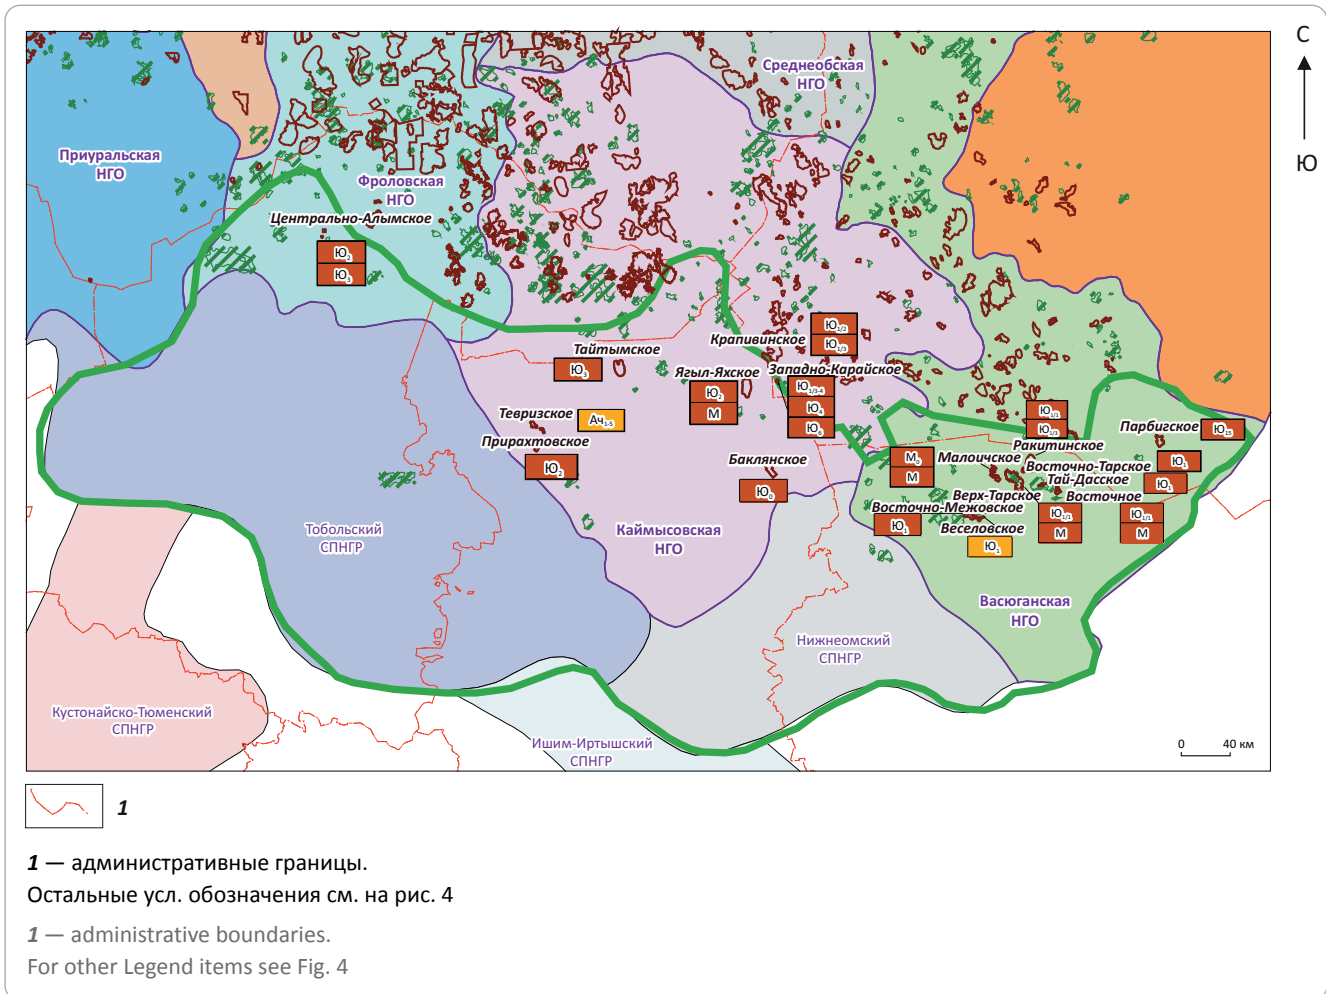 С
Ю
Среднеобская
НГО
Приуральская
НГО
Фроловская
НГО
Центрально-Алымское
Ю2
Ю3
Крапивинское
Ю1/2
Ю1/3
Тайтымское
Ю3
Ягыл-Яхское
Ю2
М
Западно-Карайское
Ю1/3-4
Ю4
Ю6
Тевризское
Ач1-5
Прирахтовское
Ю2
Баклянское
Ю0
Ю1/1
Ю1/3
Ракитинское
Парбигское
Ю15
М
М
Малоичское
Восточно-Тарское
Ю1
Тай-Дасское
Ю1
Верх-Тарское
Ю1/1
М
Восточное
Ю1/1
М
Восточно-Межовское
Ю1
Веселовское
Ю1
Тобольский
СПНГР
Каймысовская
НГО
Васюганская
НГО
Нижнеомский
СПНГР
Кустонайско-Тюменский
СПНГР
Ишим-Иртышский
СПНГР
0 40 км
1
1 — административные границы.
Остальные усл. обозначения см. на рис. 4
1 — administrative boundaries.
For other Legend items see Fig. 4